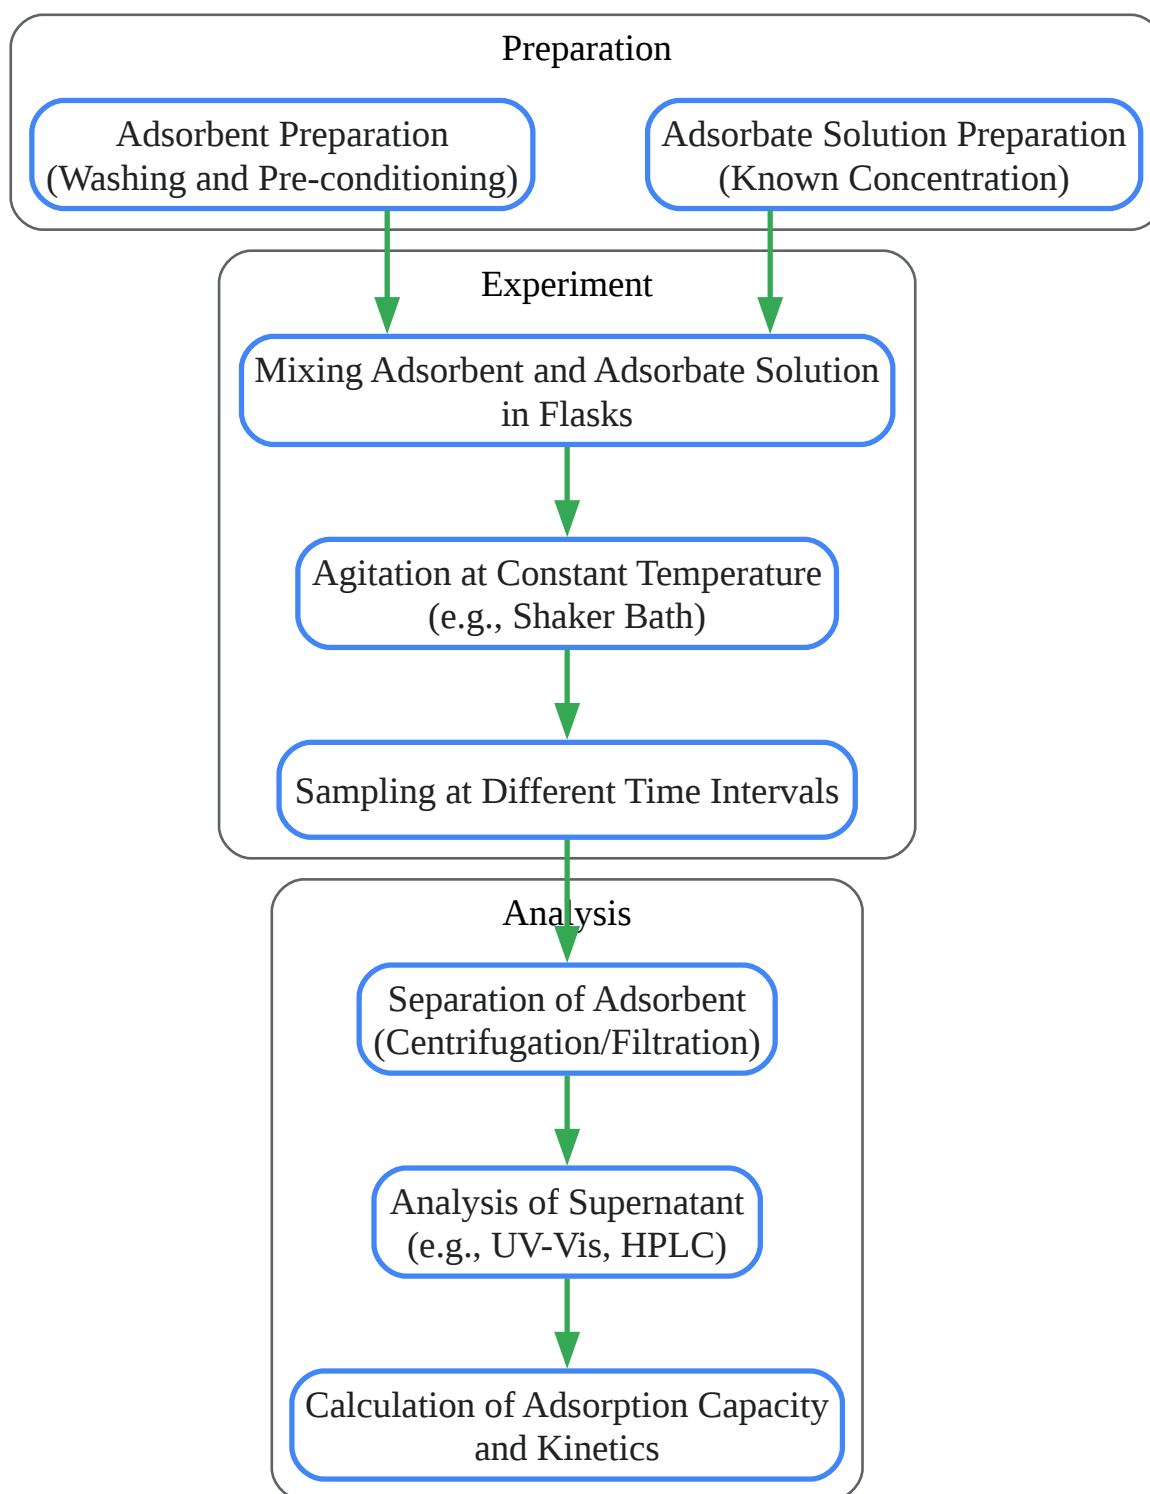 Preparation
Adsorbent Preparation
(Washing and Pre-conditioning)
Adsorbate Solution Preparation
(Known Concentration)
Experiment
Mixing Adsorbent and Adsorbate Solution
in Flasks
Agitation at Constant Temperature
(e.g., Shaker Bath)
Sampling at Different Time Intervals
Analysis
Separation of Adsorbent
(Centrifugation/Filtration)
Analysis of Supernatant
(e.g., UV-Vis, HPLC)
Calculation of Adsorption Capacity
and Kinetics